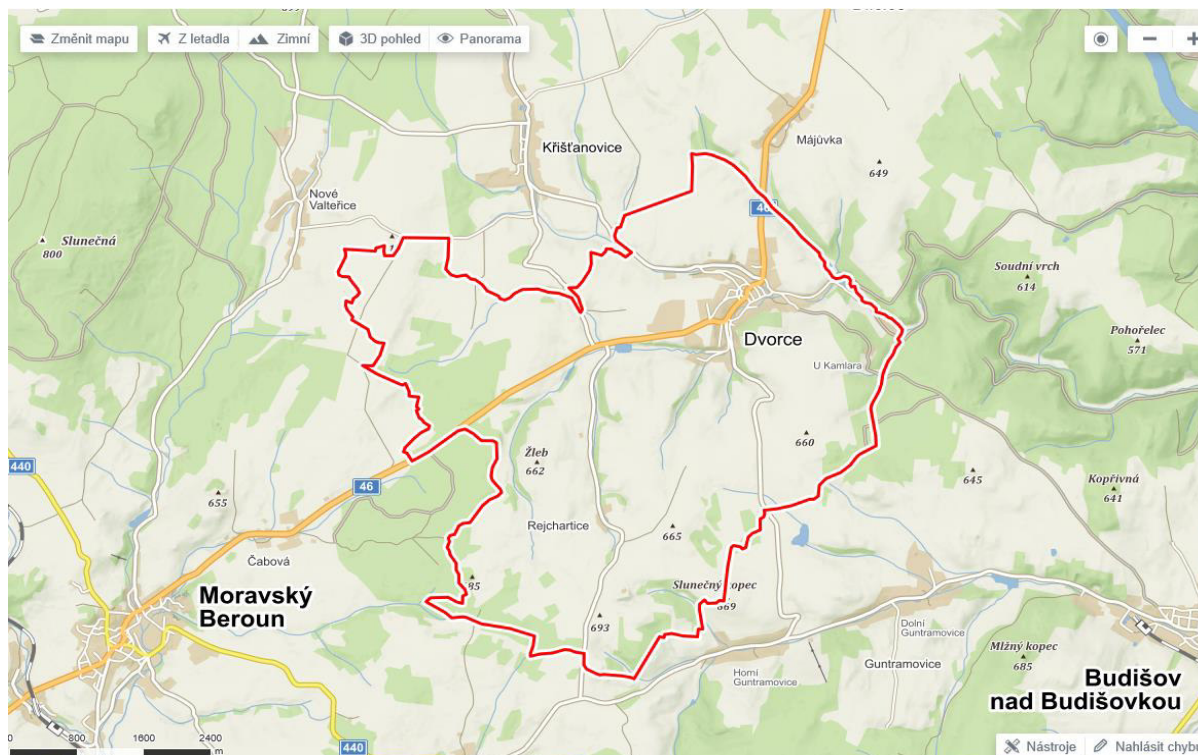 Změnit mapu
Z letadla
Zimní
3D pohled
Panorama
Májůvka
Křišťanovice
649
Nové
Valteřice
46
Slunečná
800
Soudní vrch
614
Pohořelec
571
Dvorce
U Kamlara
660
Žleb
662
440
645
Kopřivná
641
46
655
Rejchartice
665
Čabová
Slunečný kopec
669
Moravský
Beroun
693
Dolní
Guntramovice
Guntramovice
Mlžný kopec
685
Horní
Guntramovice
Budišov
nad Budišovkou
440
800
1600
2400
m
Nástroje
Nahlásit chybu